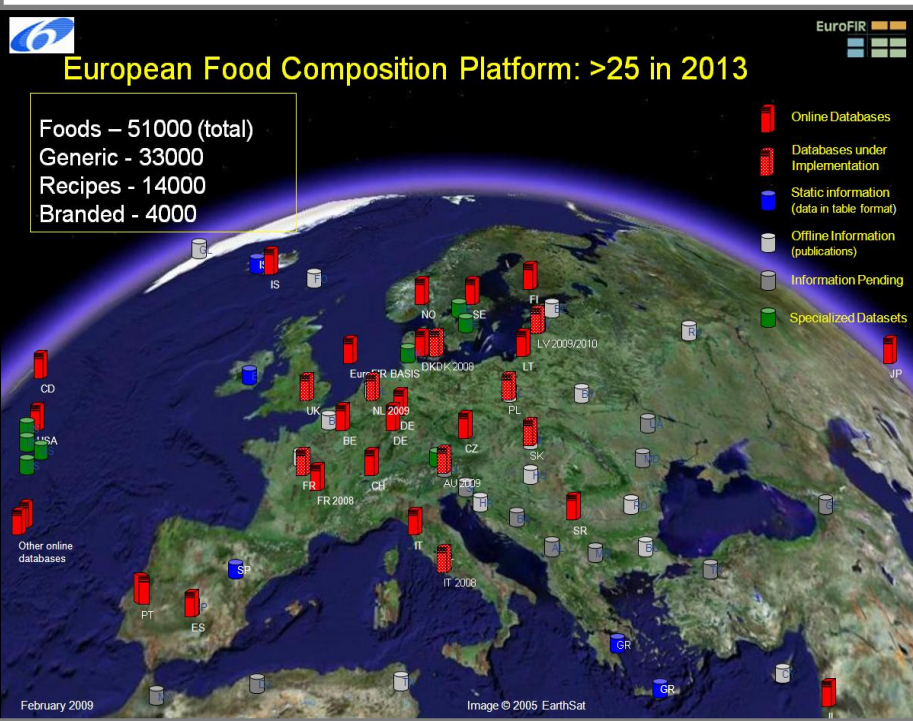 EuroFIR
European Food Composition Platform: >25 in 2013
Foods – 51000 (total)
Generic - 33000
Recipes - 14000
Branded - 4000
Online Databases
Databases under
Implementation
Static information
(data in table format)
Offline Information
(publications)
Information Pending
Specialized Datasets
IS
IS
NO
SE
FI
LV 2009/2010
LT
EuroFIR BASIS
DK
DK 2008
JP
CD
UK
NL 2009
DE
DE
BE
PL
USA
CZ
SK
FR
FR 2008
CH
AU 2009
SR
IT
IT 2008
Other online
databases
SP
PT
ES
GR
GR
IL
February 2009
Image © 2005 EarthSat